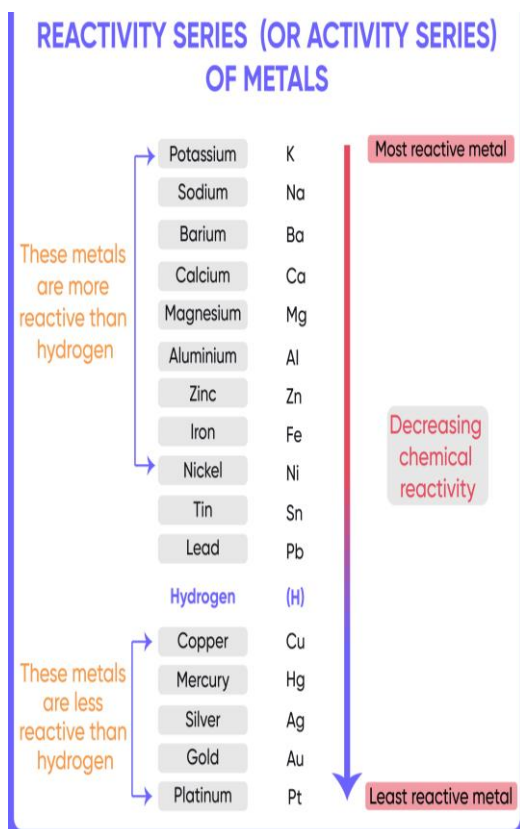 REACTIVITY SERIES (OR ACTIVITY SERIES)
OF METALS
Potassium K Most reactive metal
Sodium Na
Barium Ba
Calcium Ca
Magnesium Mg
Aluminium Al
Zinc Zn
Iron Fe
Nickel Ni
Tin Sn
Lead Pb
Hydrogen (H)
Copper Cu
Mercury Hg
Silver Ag
Gold Au
Platinum Pt Least reactive metal
These metals
are more
reactive than
hydrogen
These metals
are less
reactive than
hydrogen
Decreasing
chemical
reactivity